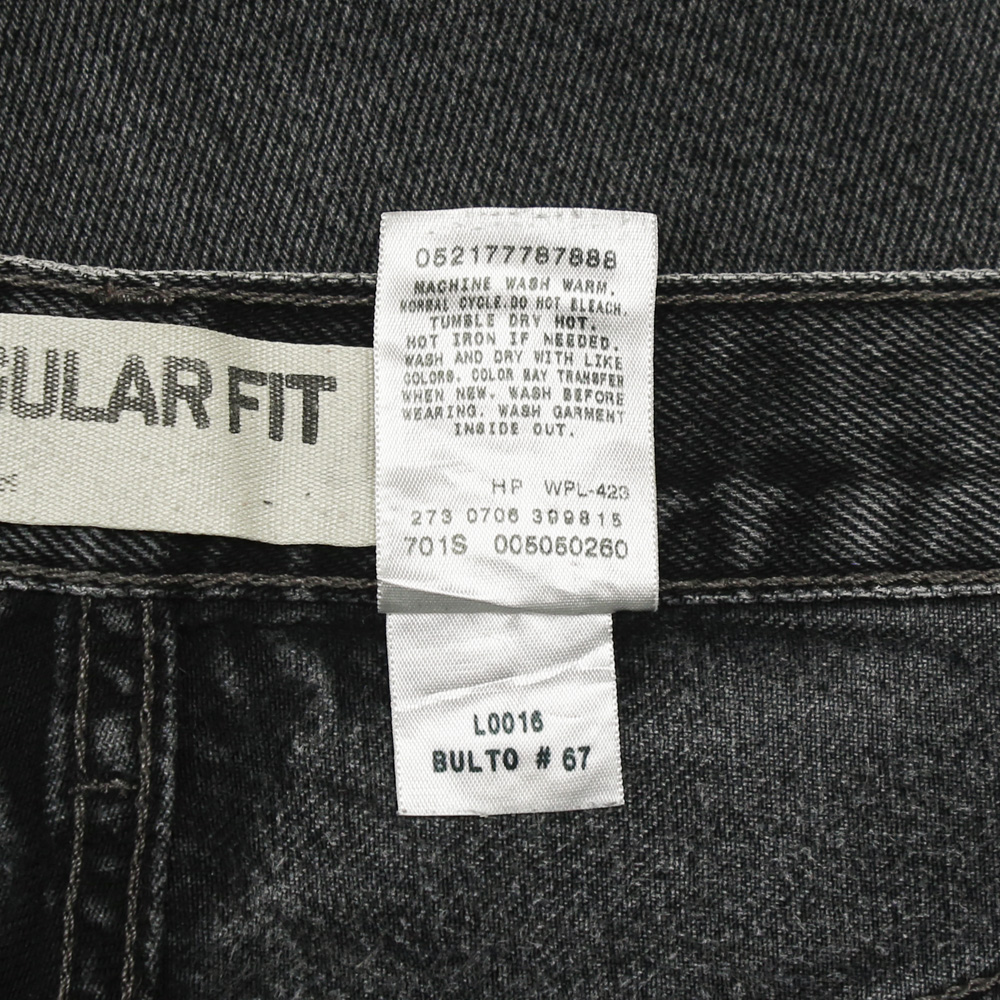 052177787888
MACHINE WASH WARM.
NORMAL CYCLE.DO NOT BLEACH.
TUMBLE DRY HOT.
HOT IRON IF NEEDED.
WASH AND DRY WITH LIKE
COLORS. COLOR MAY TRANSFER
WHEN NEW. WASH BEFORE
WEARING. WASH GARMENT
INSIDE OUT.
HP WPL-423
273 0706 399815
701S 005050260
GULAR FIT
L0016
BULTO # 67